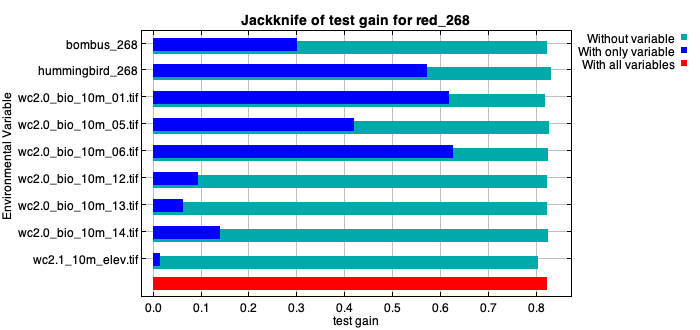 Jackknife of test gain for red_268
Without variable
With only variable
With all variables
Environmental Variable
bombus_268
hummingbird_268
wc2.0_bio_10m_01.tif
wc2.0_bio_10m_05.tif
wc2.0_bio_10m_06.tif
wc2.0_bio_10m_12.tif
wc2.0_bio_10m_13.tif
wc2.0_bio_10m_14.tif
wc2.1_10m_elev.tif
0.0 0.1 0.2 0.3 0.4 0.5 0.6 0.7 0.8
test gain